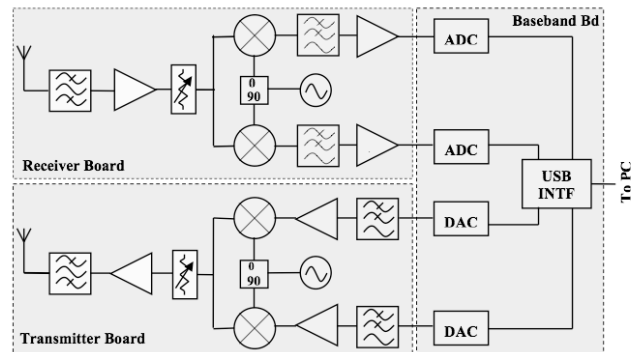 Baseband Bd
ADC
0
90
Receiver Board
ADC
USB
INTF
To PC
DAC
0
90
Transmitter Board
DAC